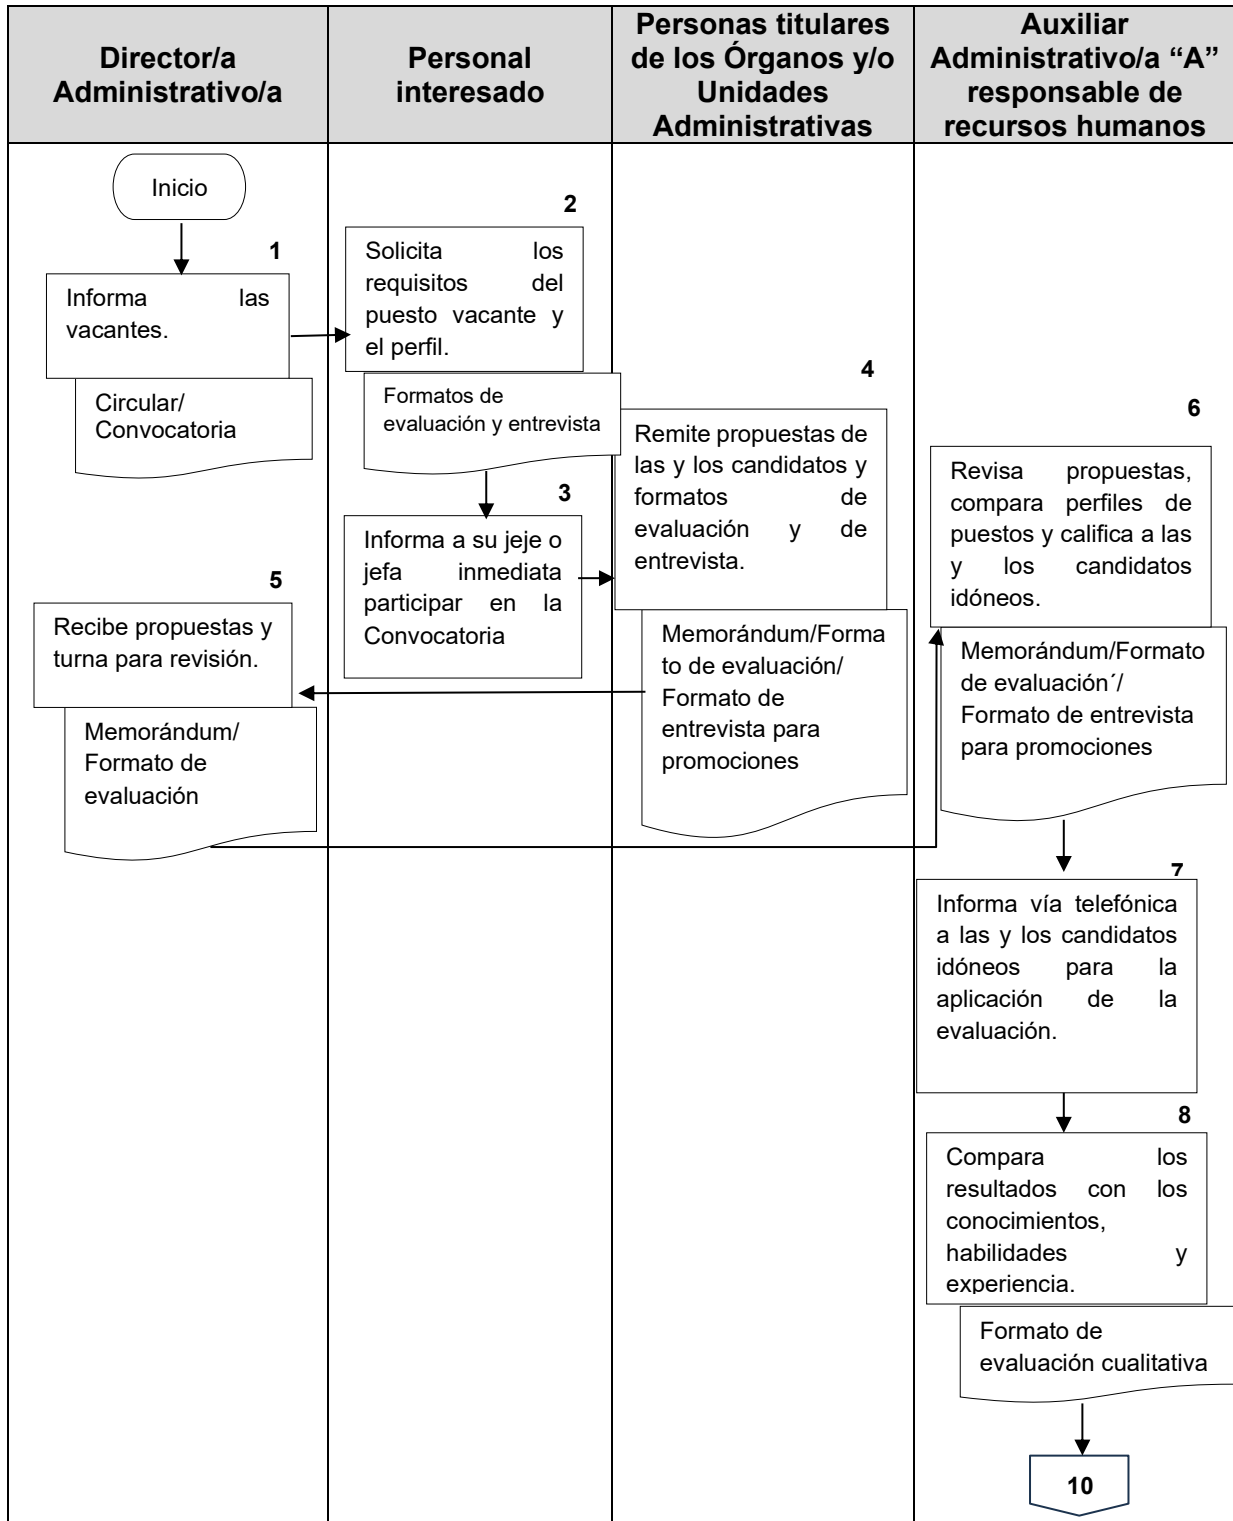 Director/a
Administrativo/a
Personal
interesado
Personas titulares
de los Órganos y/o
Unidades
Administrativas
Auxiliar
Administrativo/a “A”
responsable de
recursos humanos
Inicio
1
Informa las
vacantes.
Circular/
Convocatoria
2
Solicita los
requisitos del
puesto vacante y
el perfil.
Formatos de
evaluación y entrevista
3
Informa a su jeje o
jefa inmediata
participar en la
Convocatoria
4
Remite propuestas de
las y los candidatos y
formatos de
evaluación y de
entrevista.
Memorándum/Forma
to de evaluación/
Formato de
entrevista para
promociones
5
Recibe propuestas y
turna para revisión.
Memorándum/
Formato de
evaluación
6
Revisa propuestas,
compara perfiles de
puestos y califica a las
y los candidatos
idóneos.
Memorándum/Formato
de evaluación´/
Formato de entrevista
para promociones
7
Informa vía telefónica
a las y los candidatos
idóneos para la
aplicación de la
evaluación.
8
Compara los
resultados con los
conocimientos,
habilidades y
experiencia.
Formato de
evaluación cualitativa
10